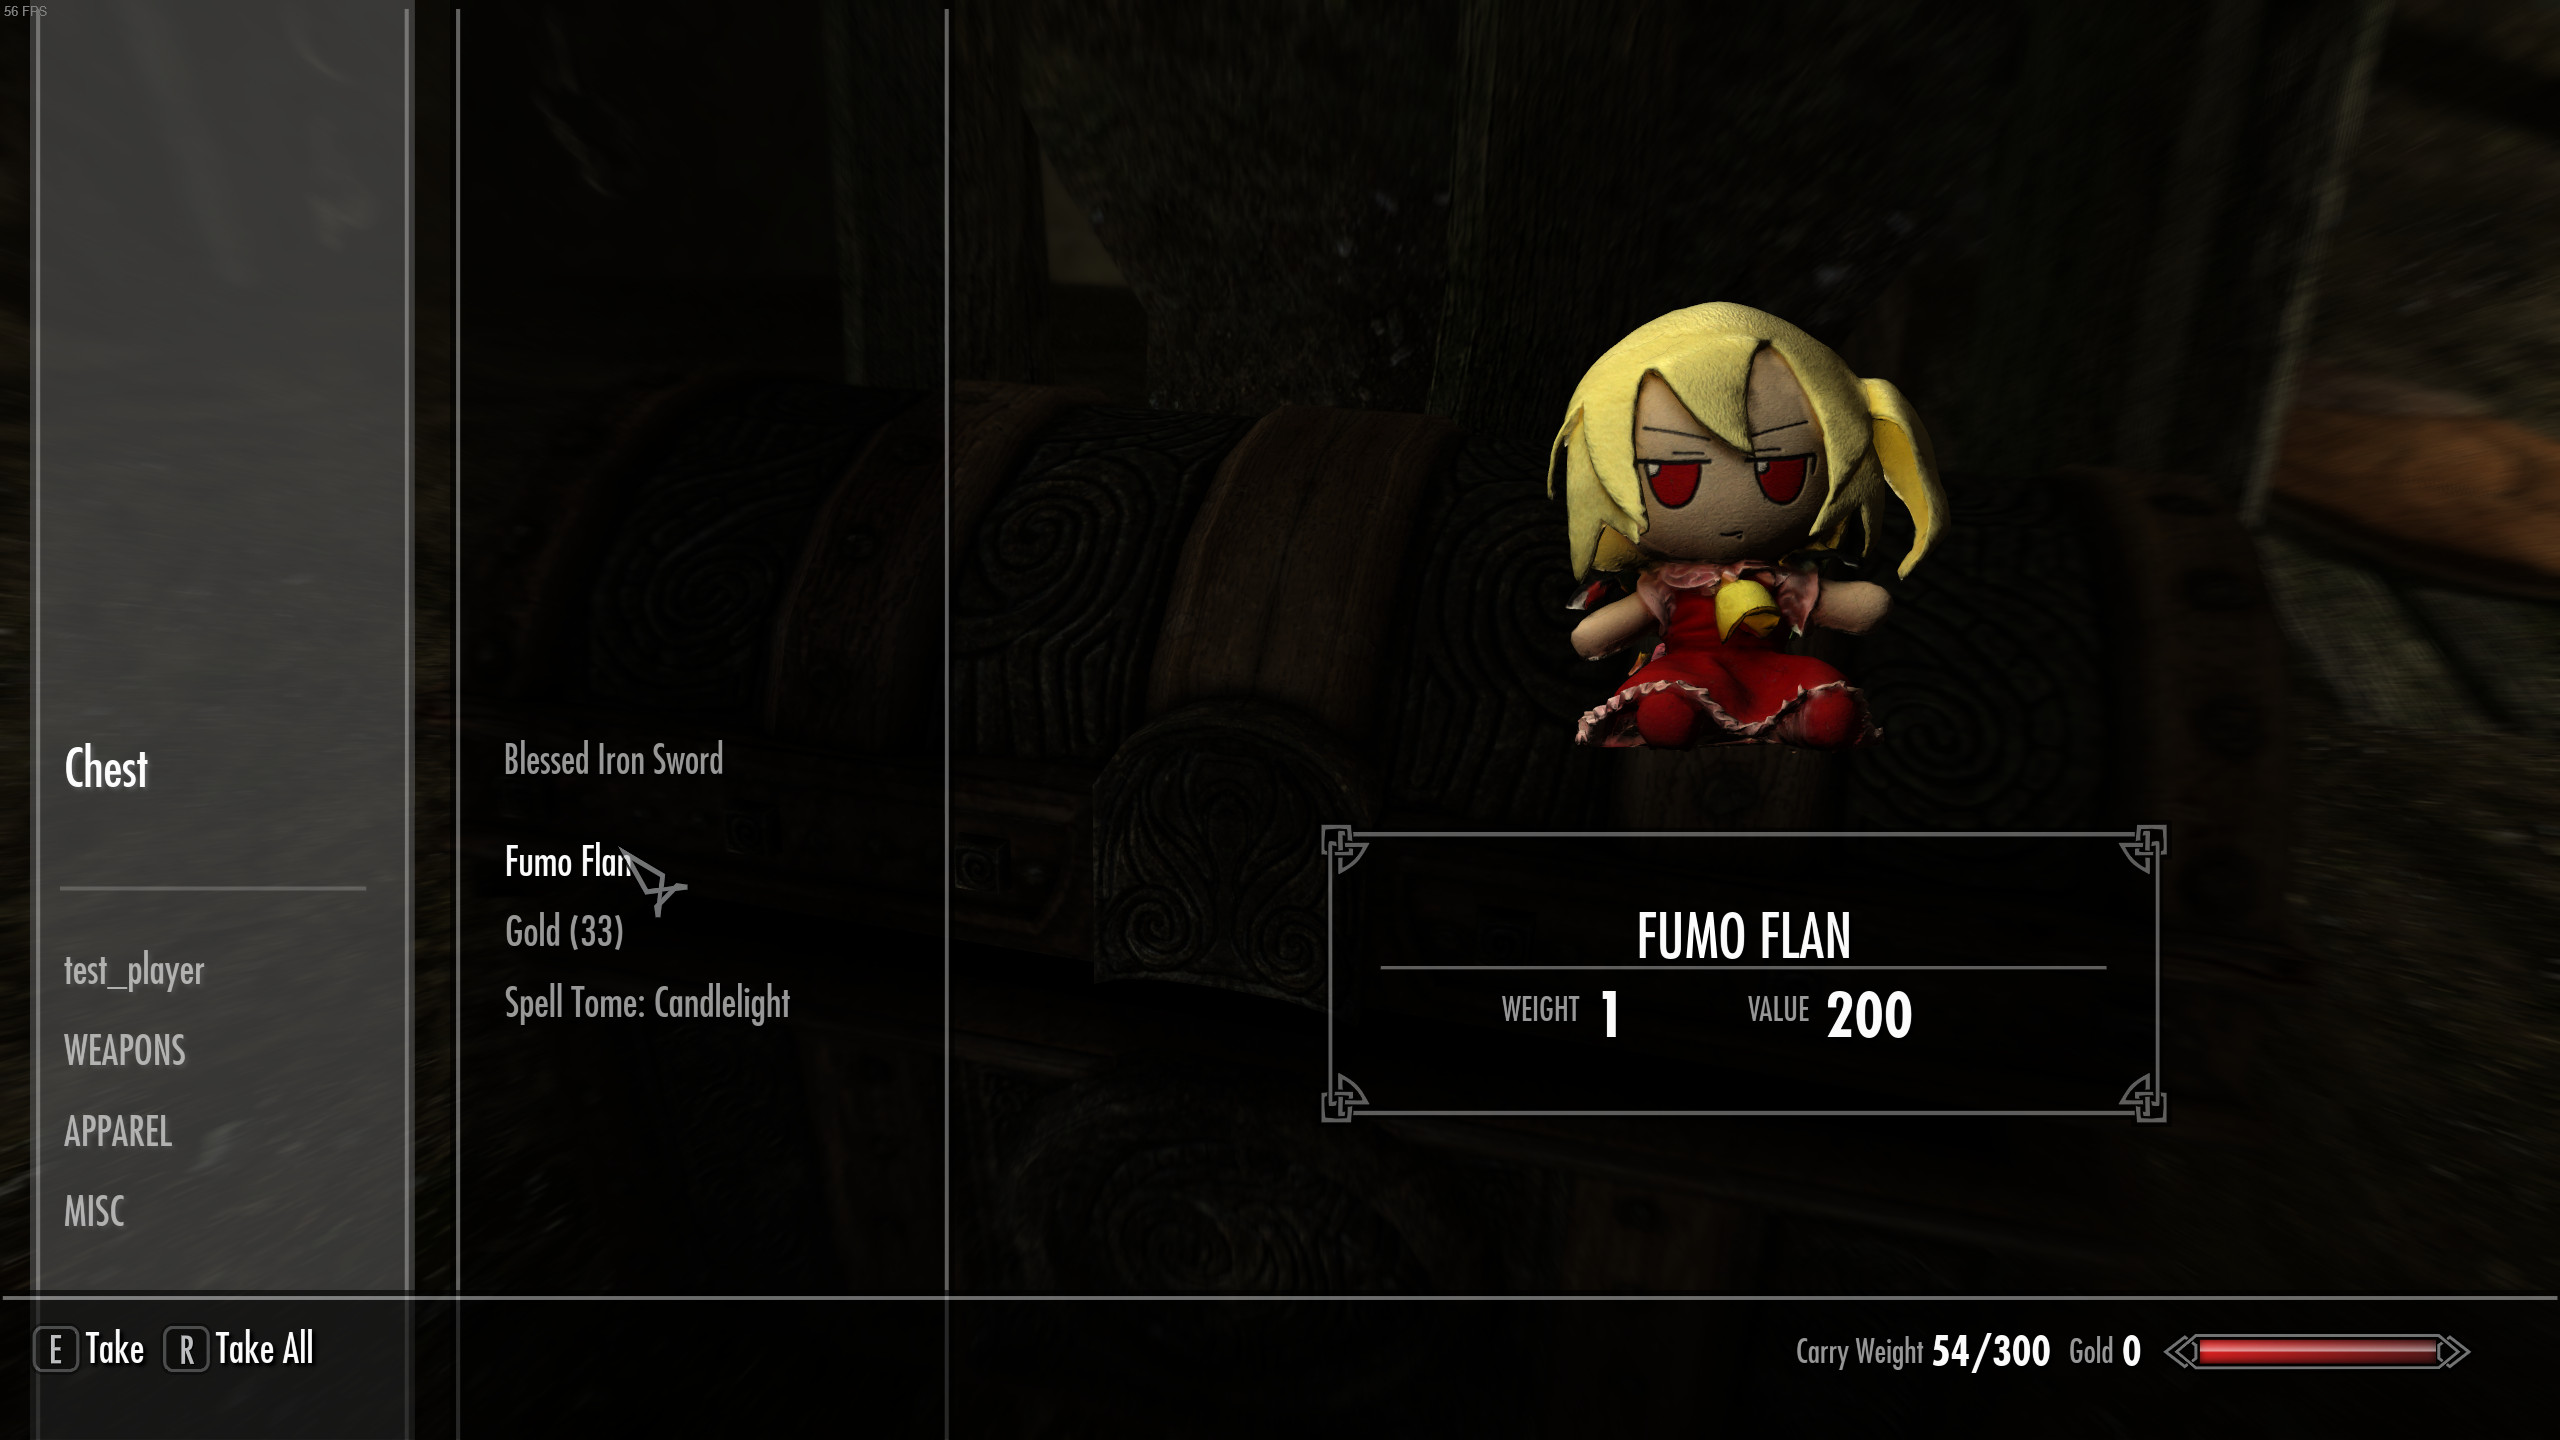 56 FPS
Chest
test_player
WEAPONS
APPAREL
MISC
Blessed Iron Sword
Fumo Flan
Gold (33)
Spell Tome: Candlelight
FUMO FLAN
WEIGHT 1 VALUE 200
E Take R Take All
Carry Weight 54/300 Gold 0